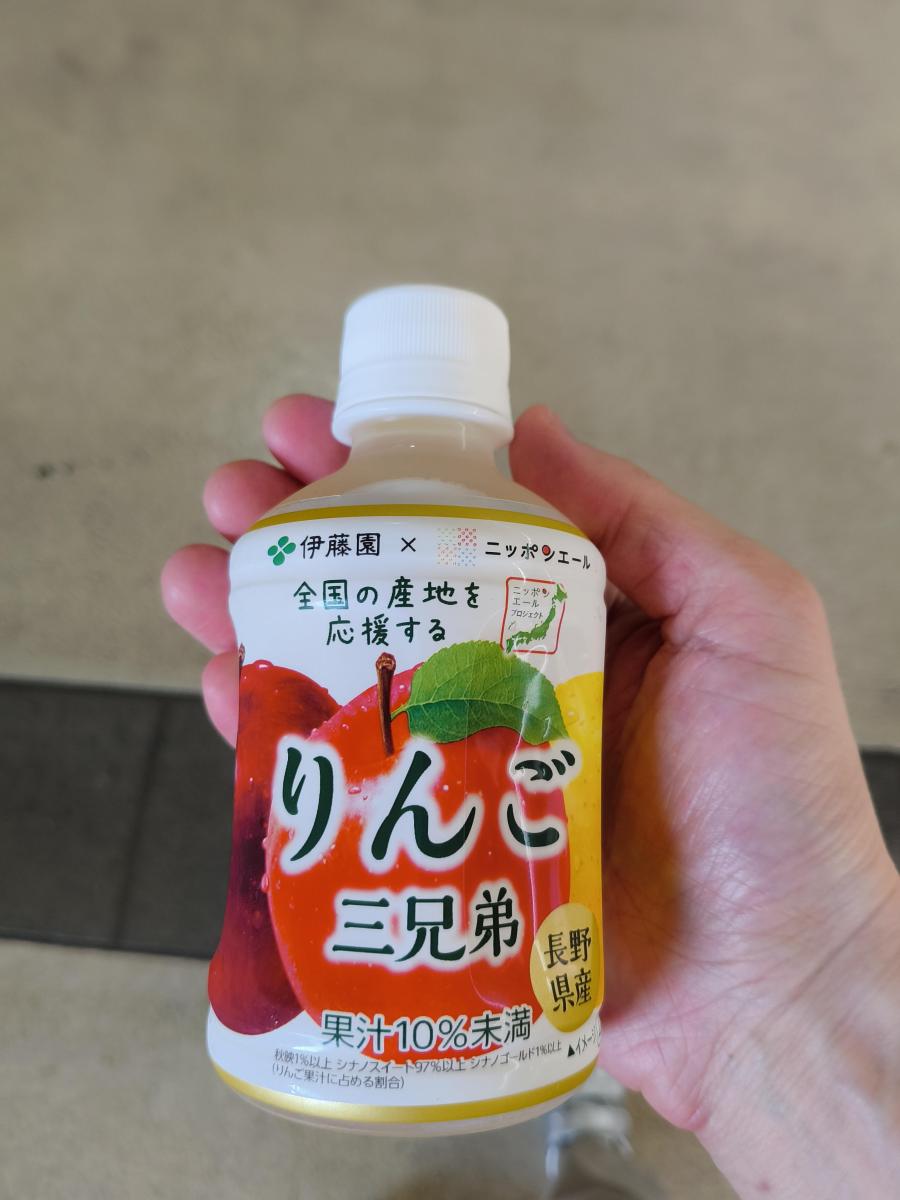 伊藤園 × ニッポンエール
全国の産地を
応援する
ニッポン
エール
プロジェクト
りんご
三兄弟
長野
県産
果汁10%未満
秋映1%以上 シナノスイート97%以上 シナノゴールド1%以上
(りんご果汁に占める割合)
▲イメージ